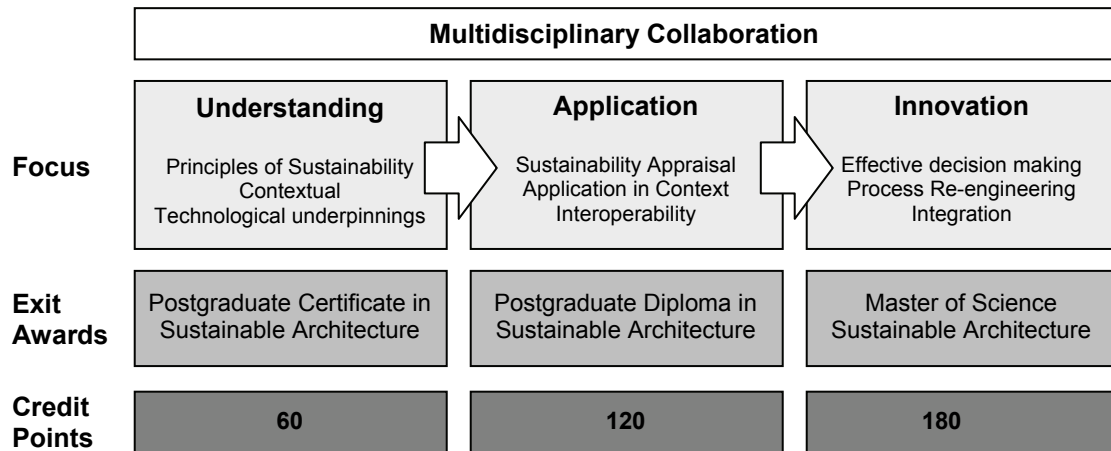 Multidisciplinary Collaboration
Focus
Understanding
Principles of Sustainability
Contextual
Technological underpinnings
Application
Sustainability Appraisal
Application in Context
Interoperability
Innovation
Effective decision making
Process Re-engineering
Integration
Exit
Awards
Postgraduate Certificate in
Sustainable Architecture
Postgraduate Diploma in
Sustainable Architecture
Master of Science
Sustainable Architecture
Credit
Points
60
120
180